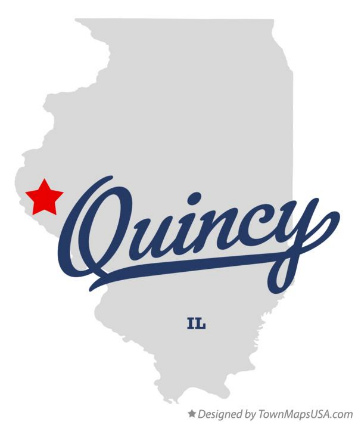 Quincy
IL
★ Designed by TownMapsUSA.com